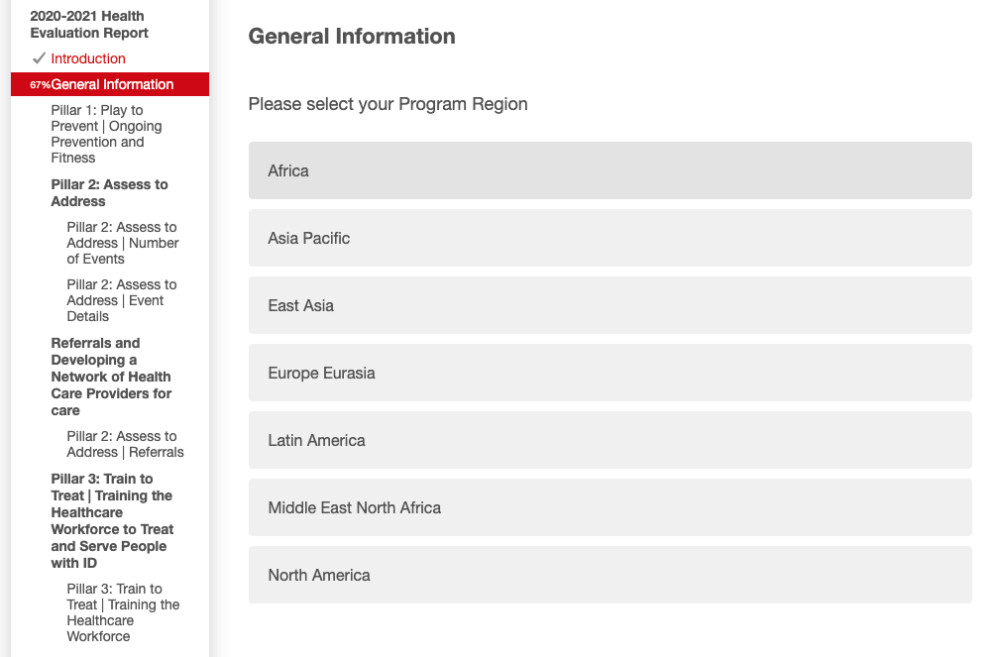 2020-2021 Health
Evaluation Report
Introduction
67%General Information
Pillar 1: Play to
Prevent | Ongoing
Prevention and
Fitness
Pillar 2: Assess to
Address
Pillar 2: Assess to
Address | Number
of Events
Pillar 2: Assess to
Address | Event
Details
Referrals and
Developing a
Network of Health
Care Providers for
care
Pillar 2: Assess to
Address | Referrals
Pillar 3: Train to
Treat | Training the
Healthcare
Workforce to Treat
and Serve People
with ID
Pillar 3: Train to
Treat | Training the
Healthcare
Workforce
General Information
Please select your Program Region
Africa
Asia Pacific
East Asia
Europe Eurasia
Latin America
Middle East North Africa
North America